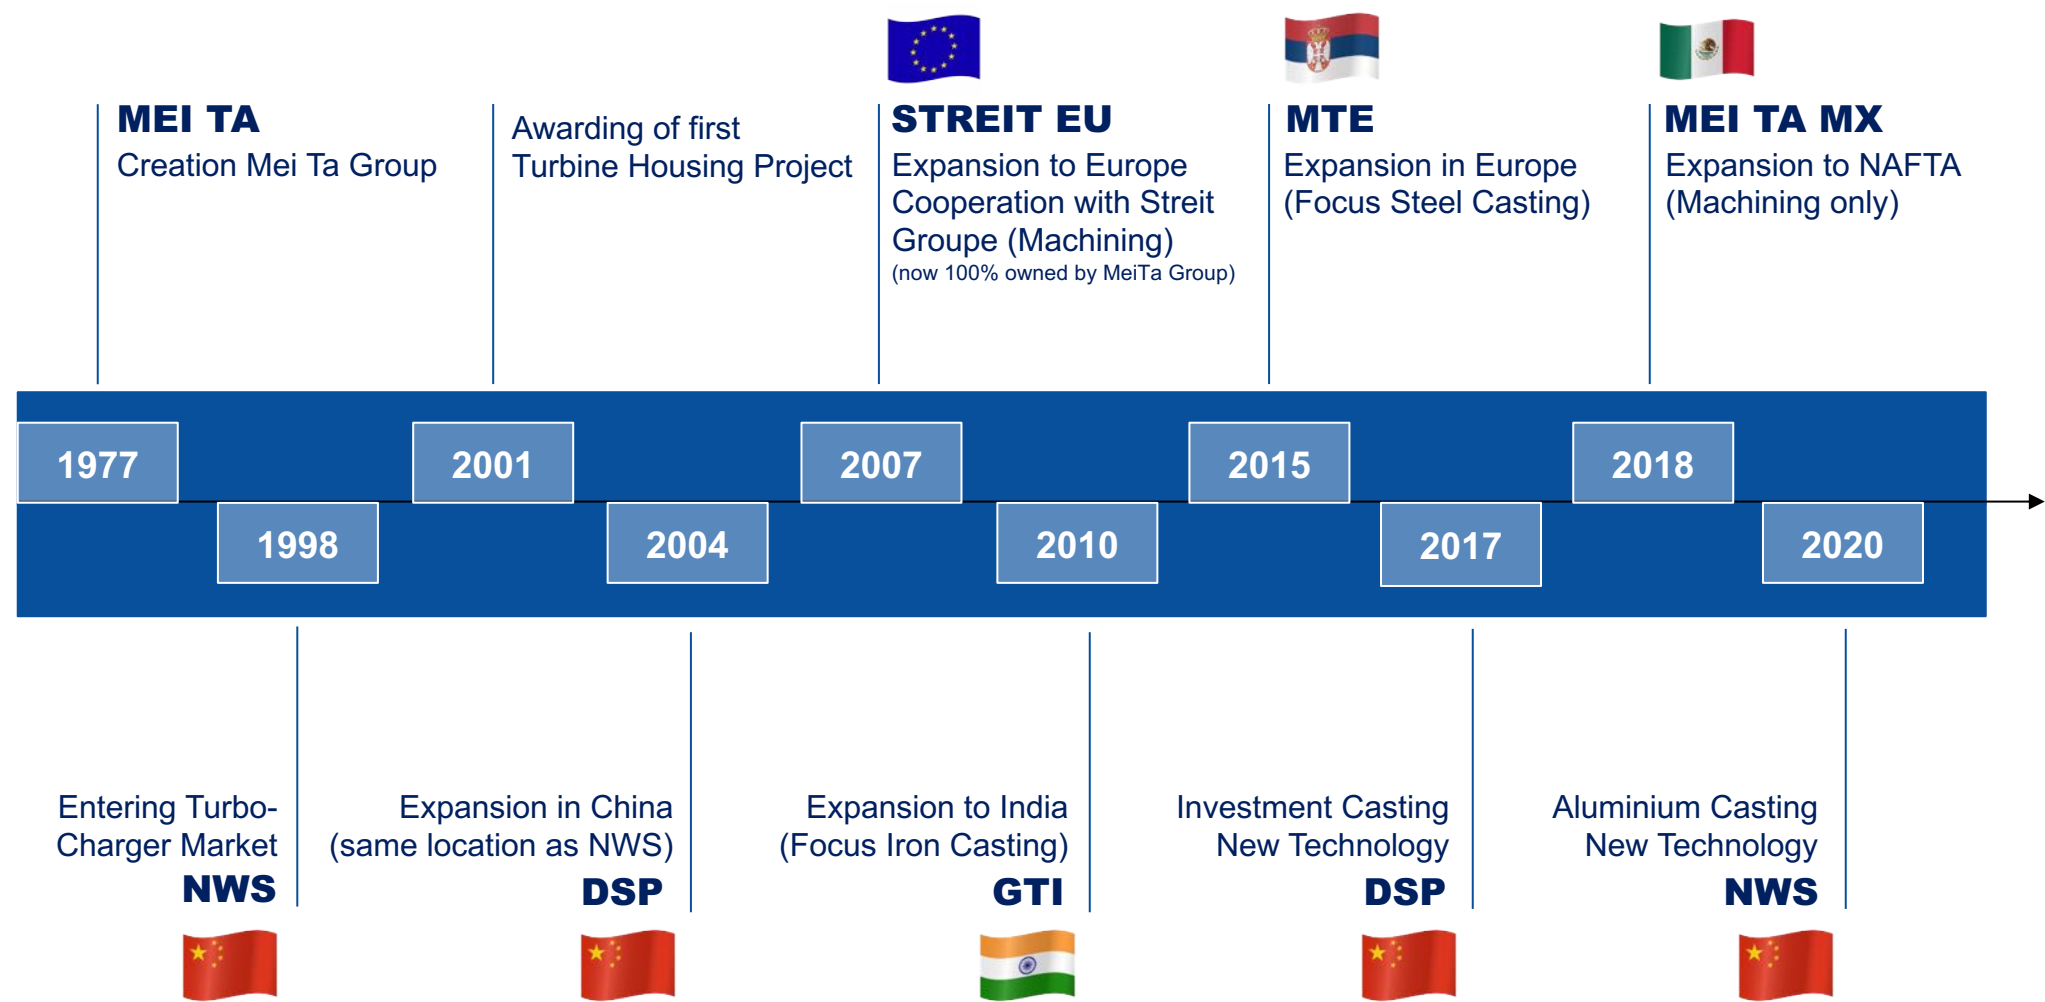 MEI TA
Creation Mei Ta Group
Awarding of first
Turbine Housing Project
STREIT EU
Expansion to Europe
Cooperation with Streit
Groupe (Machining)
(now 100% owned by MeiTa Group)
MTE
Expansion in Europe
(Focus Steel Casting)
MEI TA MX
Expansion to NAFTA
(Machining only)
1977
1998
2001
2004
2007
2010
2015
2017
2018
2020
Entering Turbo-
Charger Market
NWS
Expansion in China
(same location as NWS)
DSP
Expansion to India
(Focus Iron Casting)
GTI
Investment Casting
New Technology
DSP
Aluminium Casting
New Technology
NWS